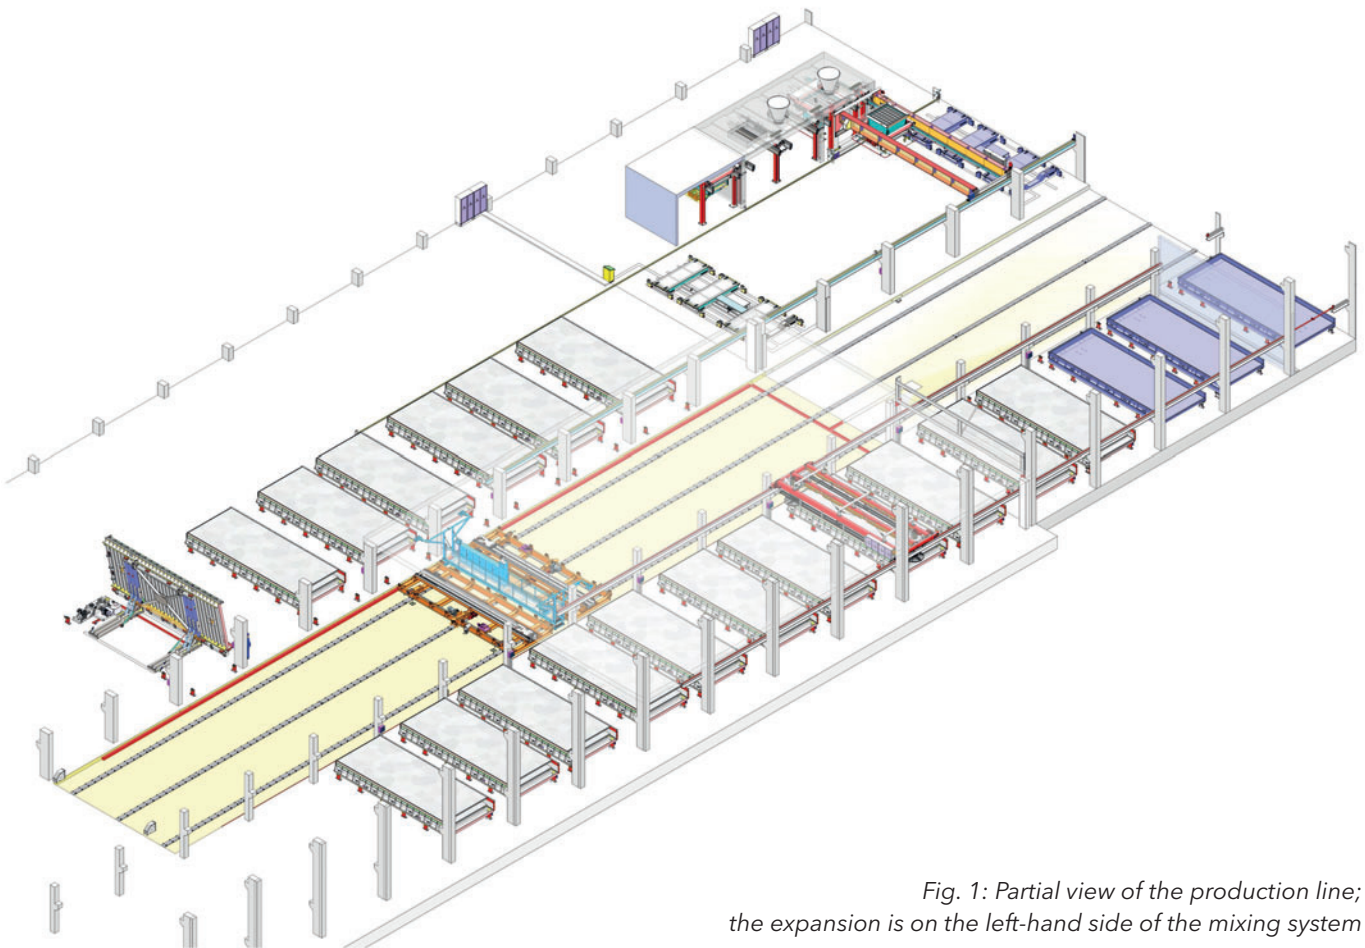 Fig. 1: Partial view of the production line;
the expansion is on the left-hand side of the mixing system